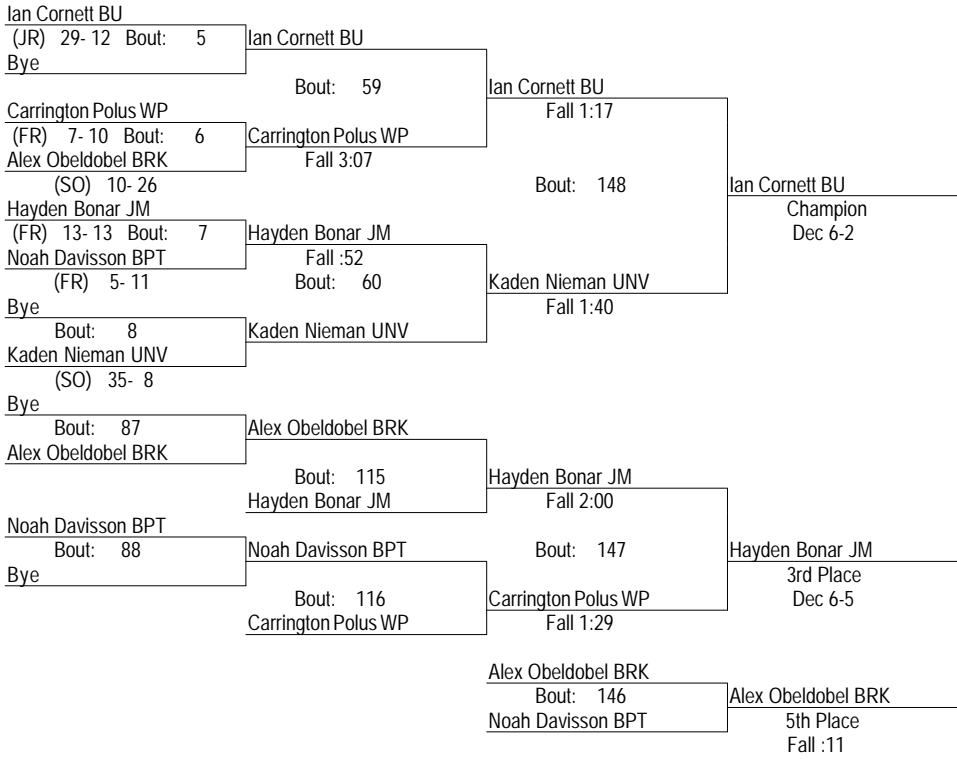 Ian Cornett BU
(JR) 29- 12 Bout: 5 Ian Cornett BU
Bye
Bout: 59 Ian Cornett BU
Carrington Polus WP Fall 1:17
(FR) 7- 10 Bout: 6 Carrington Polus WP
Alex Obeldobel BRK Fall 3:07
(SO) 10- 26 Bout: 148 Ian Cornett BU
Hayden Bonar JM Champion
(FR) 13- 13 Bout: 7 Hayden Bonar JM Dec 6-2
Noah Davisson BPT Fall :52
(FR) 5- 11 Bout: 60 Kaden Nieman UNV
Bye Fall 1:40
Bout: 8 Kaden Nieman UNV
Kaden Nieman UNV
(SO) 35- 8
Bye
Bout: 87 Alex Obeldobel BRK
Alex Obeldobel BRK
Bout: 115 Hayden Bonar JM
Hayden Bonar JM Fall 2:00
Noah Davisson BPT
Bout: 88 Noah Davisson BPT Bout: 147 Hayden Bonar JM
Bye 3rd Place
Bout: 116 Carrington Polus WP Dec 6-5
Carrington Polus WP Fall 1:29
Alex Obeldobel BRK
Bout: 146 Alex Obeldobel BRK
Noah Davisson BPT 5th Place
Fall :11